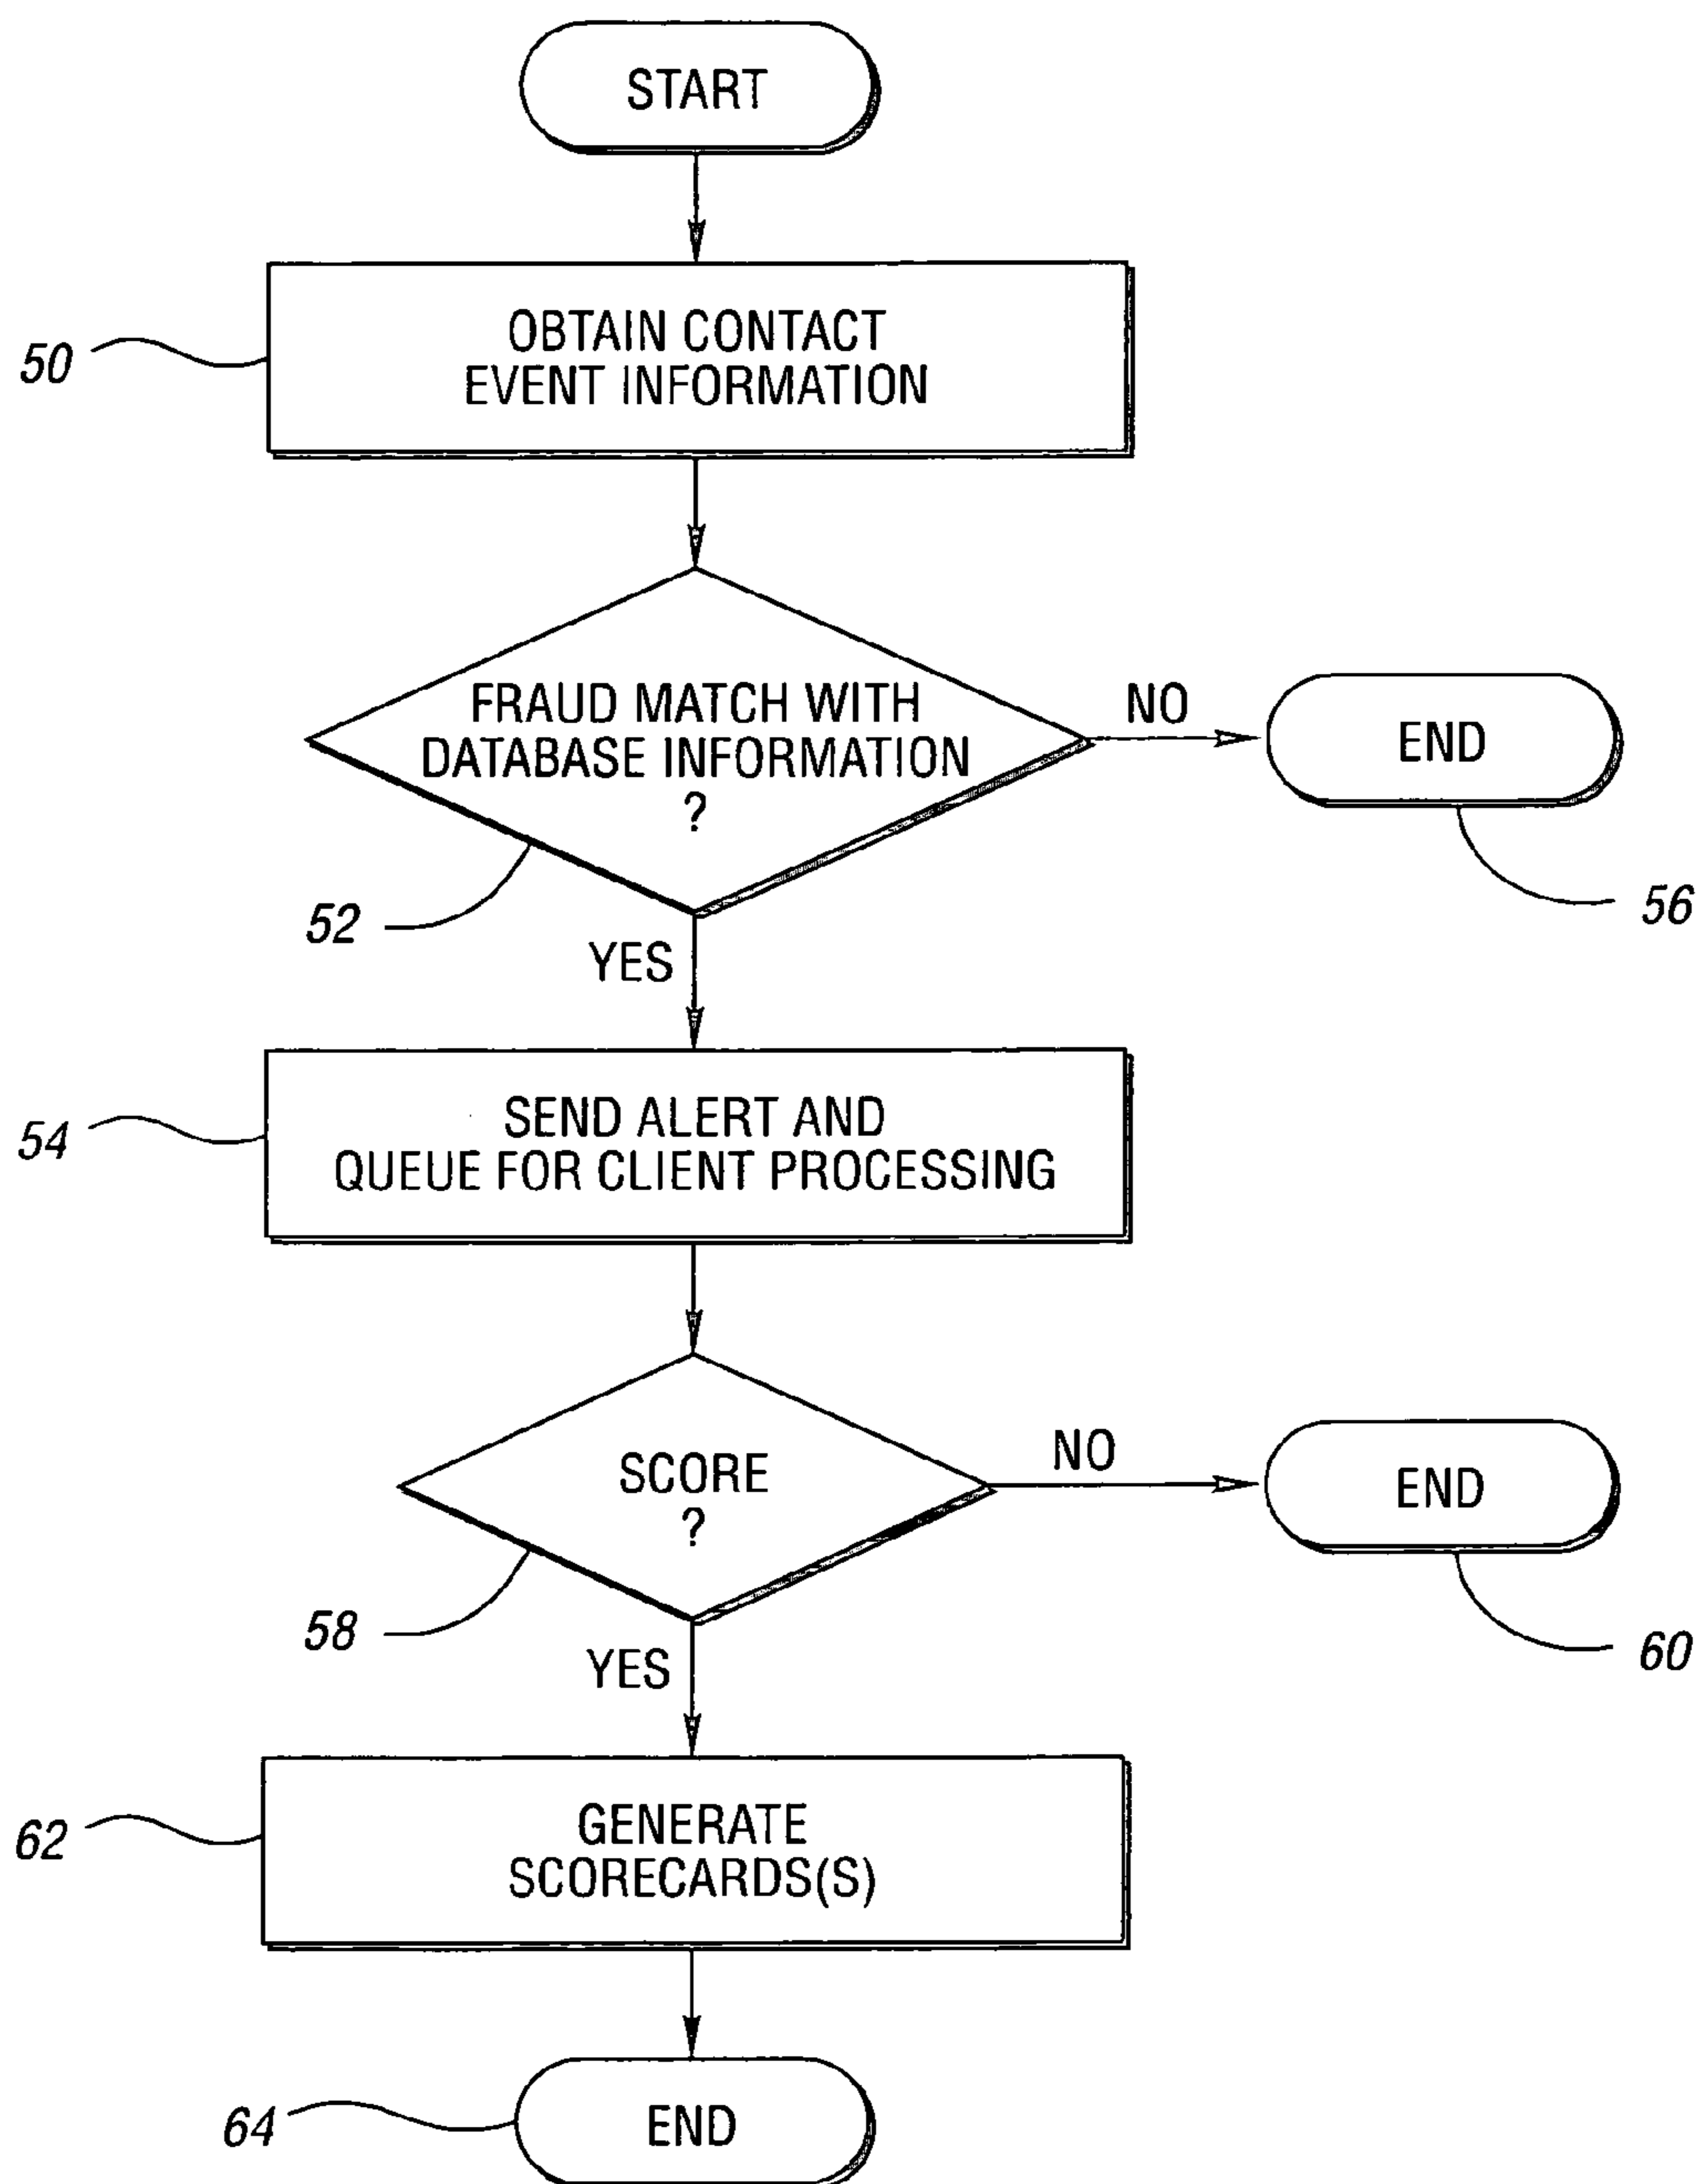 START
50
OBTAIN CONTACT
EVENT INFORMATION
FRAUD MATCH WITH
DATABASE INFORMATION
?
NO
END
52
56
YES
54
SEND ALERT AND
QUEUE FOR CLIENT PROCESSING
SCORE
?
NO
END
58
60
YES
62
GENERATE
SCORECARDS(S)
64
END